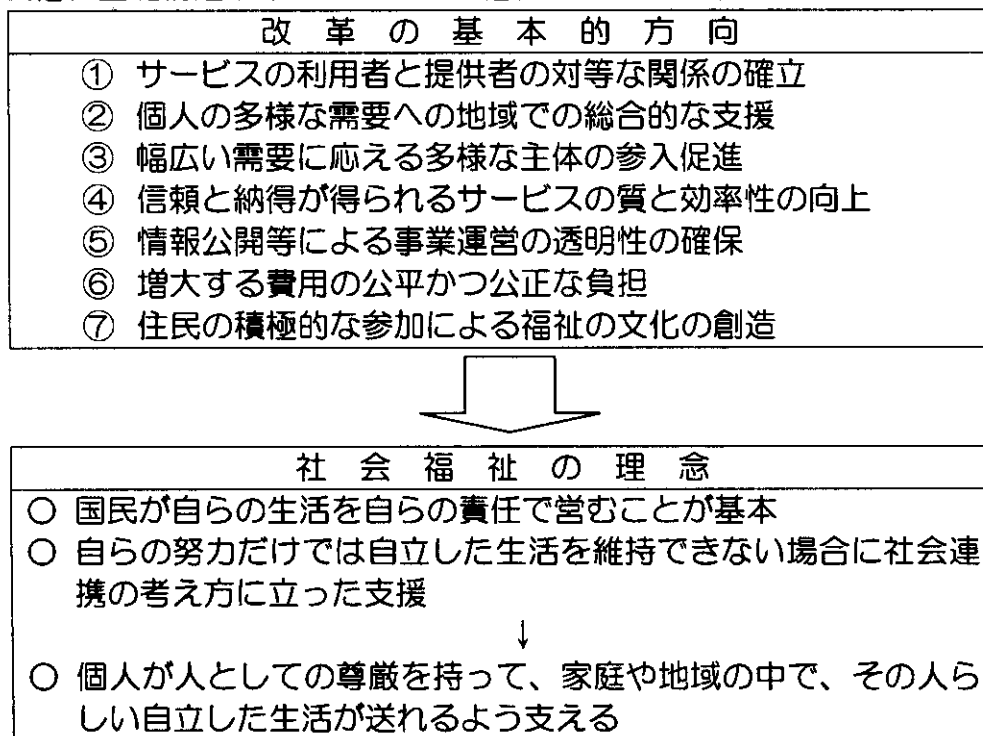 改革の基本的方向
① サービスの利用者と提供者の対等な関係の確立
② 個人の多様な需要への地域での総合的な支援
③ 幅広い需要に応える多様な主体の参入促進
④ 信頼と納得が得られるサービスの質と効率性の向上
⑤ 情報公開等による事業運営の透明性の確保
⑥ 増大する費用の公平かつ公正な負担
⑦ 住民の積極的な参加による福祉の文化の創造
社会福祉の理念
○ 国民が自らの生活を自らの責任で営むことが基本
○ 自らの努力だけでは自立した生活を維持できない場合に社会連
携の考え方に立った支援
↓
○ 個人が人としての尊厳を持って、家庭や地域の中で、その人ら
しい自立した生活が送れるよう支える